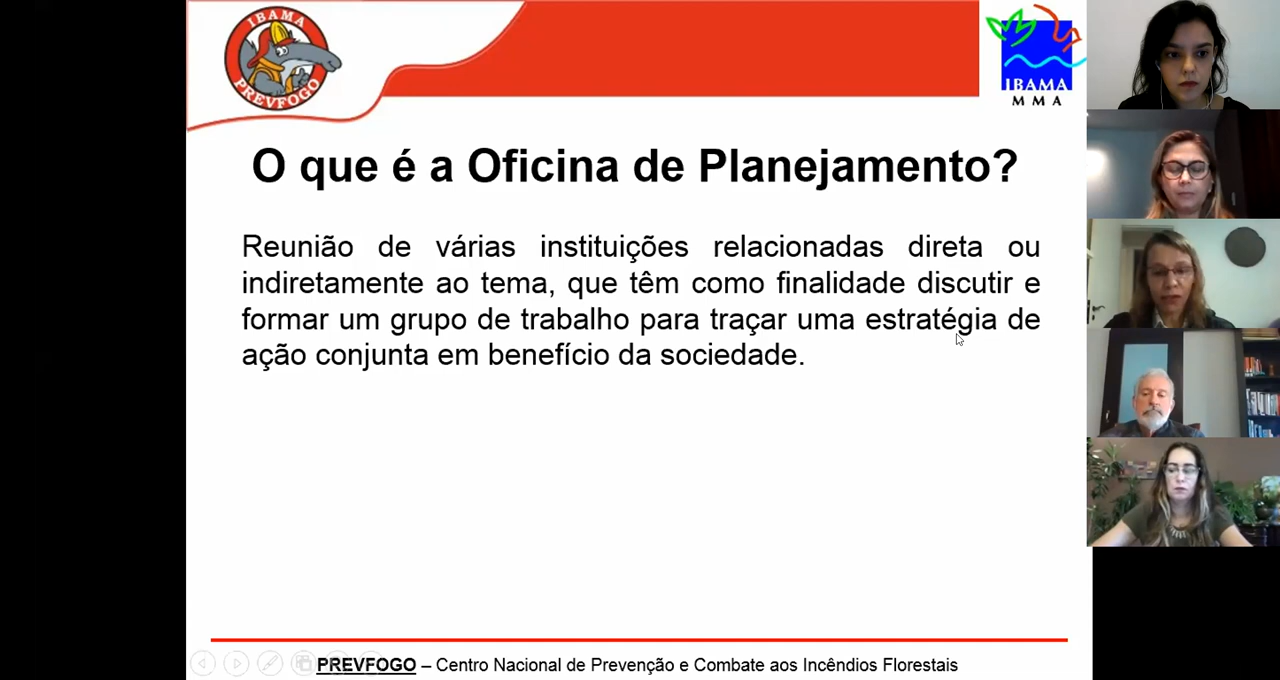 IBAMA
PREVFOGO
IBAMA
MMA
O que é a Oficina de Planejamento?
Reunião de várias instituições relacionadas direta ou
indiretamente ao tema, que têm como finalidade discutir e
formar um grupo de trabalho para traçar uma estratégia de
ação conjunta em benefício da sociedade.
PREVFOGO – Centro Nacional de Prevenção e Combate aos Incêndios Florestais